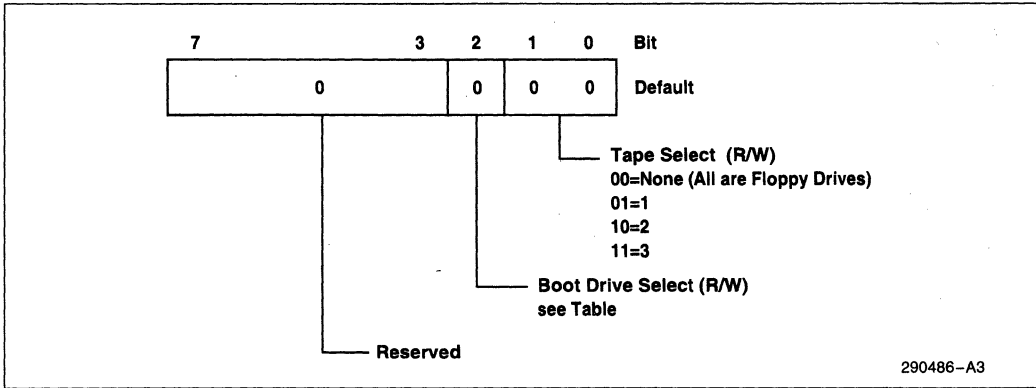 7 3 2 1 0 Bit
0 0 0 0 Default
Tape Select (R/W)
00=None (All are Floppy Drives)
01=1
10=2
11=3
Boot Drive Select (R/W)
see Table
Reserved
290486-A3